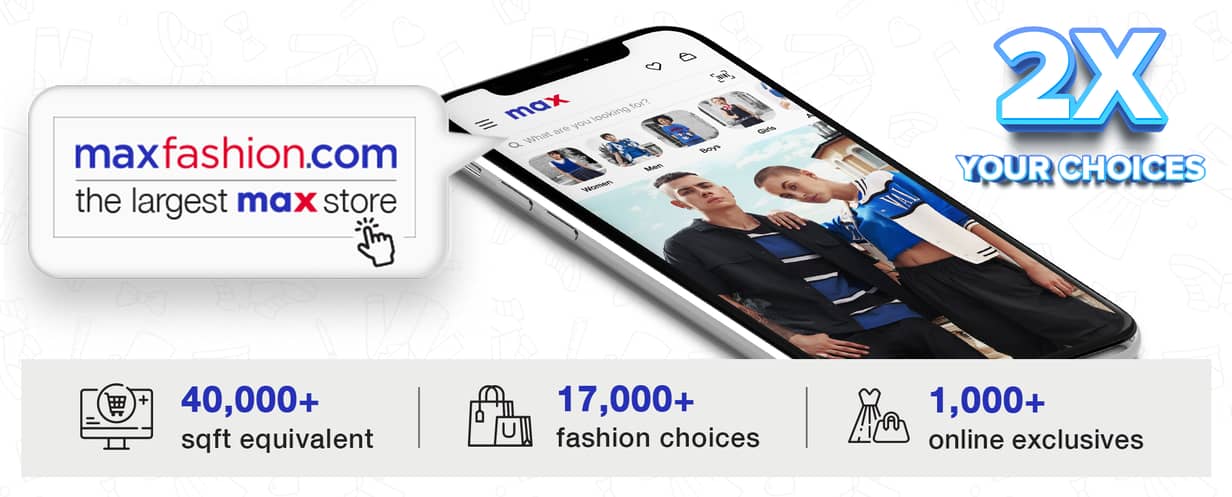 maxfashion.com
the largest max store
max
What are you looking for?
Women
Men
Boys
Girls
2X
YOUR CHOICES
40,000+
sqft equivalent
17,000+
fashion choices
1,000+
online exclusives